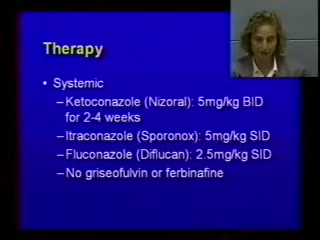 Therapy
• Systemic
– Ketoconazole (Nizoral): 5mg/kg BID
for 2-4 weeks
– Itraconazole (Sporonox): 5mg/kg SID
– Fluconazole (Diflucan): 2.5mg/kg SID
– No griseofulvin or ferbinafine